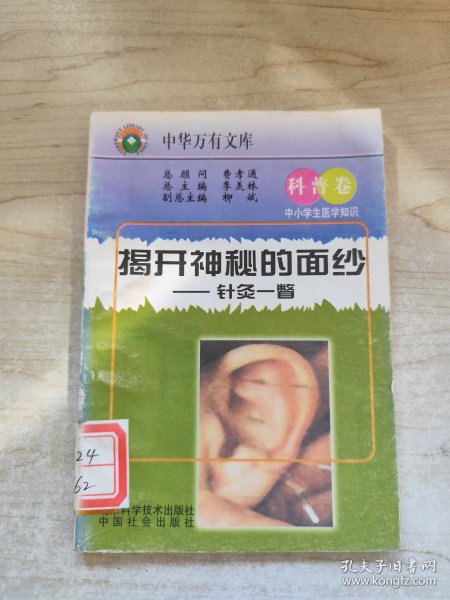 中华万有文库
总顾问 费孝通
总主编 季羡林
副总主编 柳斌
科普卷
中小学生医学知识
揭开神秘的面纱
——针灸一瞥
24
62
京科学技术出版社
中国社会出版社
孔夫子旧书网
www.kongfz.com